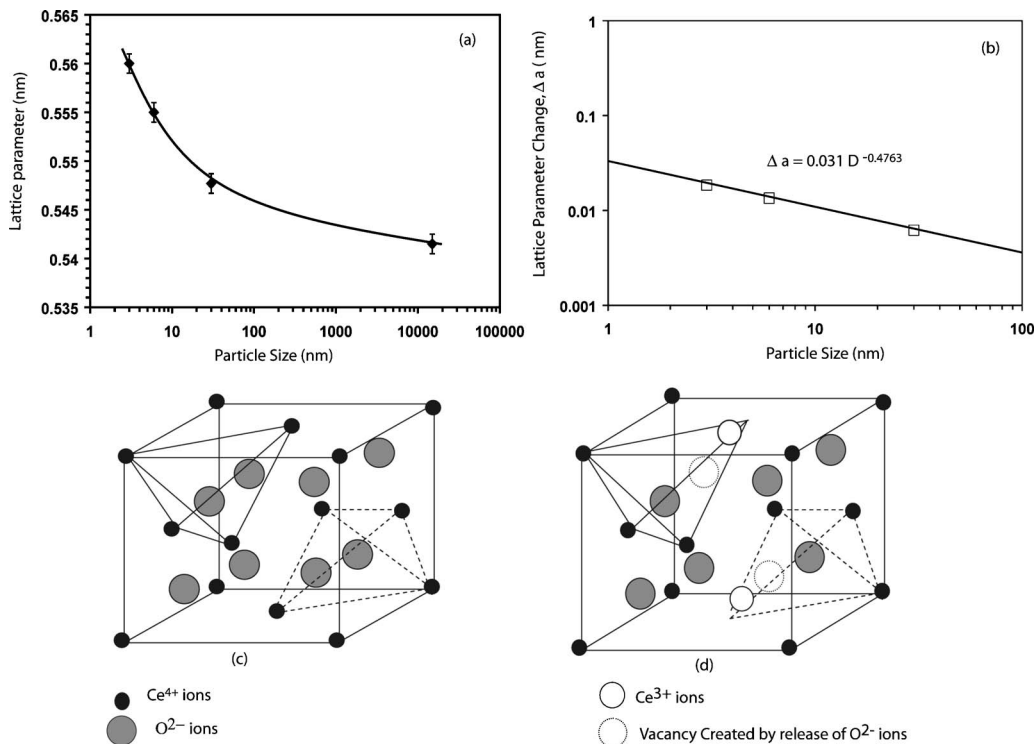 (a)
Lattice parameter (nm)
0.565
0.56
0.555
0.55
0.545
0.54
0.535
1 10 100 1000 10000 100000
Particle Size (nm)
(b)
Lattice Parameter Change, Δ a ( nm)
1
0.1
0.01
0.001
Δ a = 0.031 D -0.4763
1 10 100
Particle Size (nm)
(c)
Ce4+ ions
O2− ions
(d)
Ce3+ ions
Vacancy Created by release of O2- ions